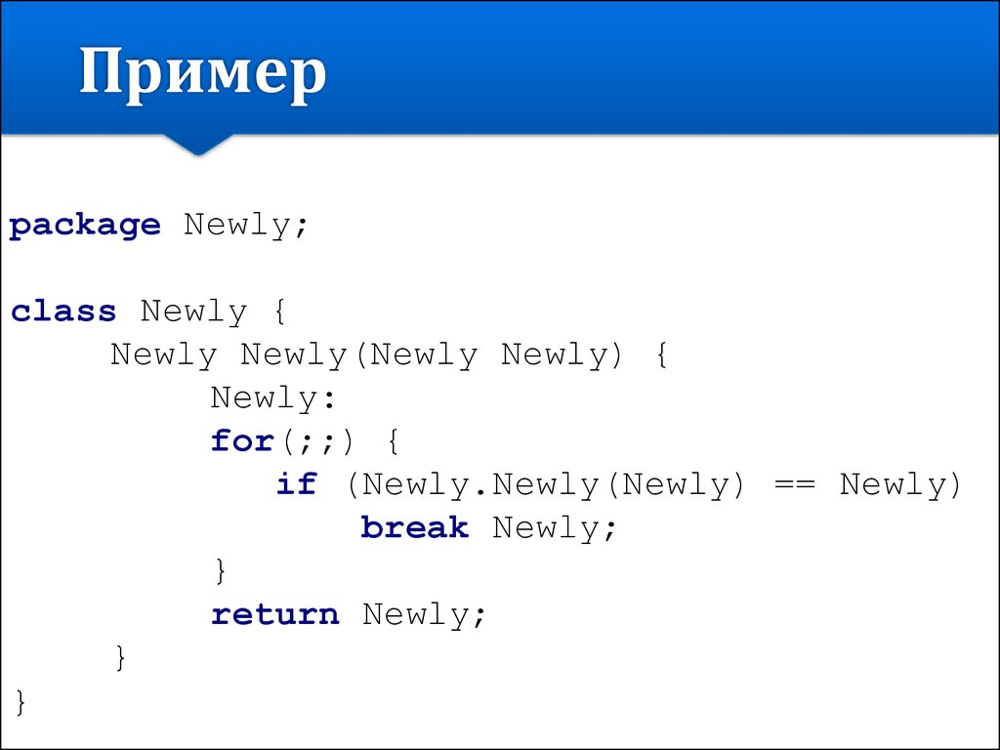 Пример
package Newly;
class Newly {
Newly Newly(Newly Newly) {
Newly:
for(;;) {
if (Newly.Newly(Newly) == Newly)
break Newly;
}
return Newly;
}
}